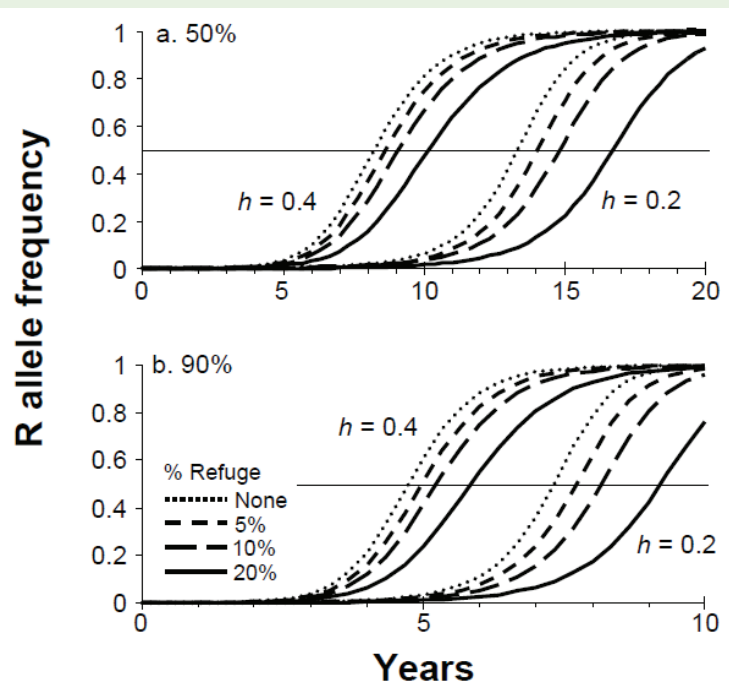 a. 50%
1
0.8
0.6
0.4
0.2
0
h = 0.4
h = 0.2
0 5 10 15 20
R allele frequency
b. 90%
1
0.8
0.6
0.4
0.2
0
h = 0.4
% Refuge
None
5%
10%
20%
h = 0.2
0 5 10
Years